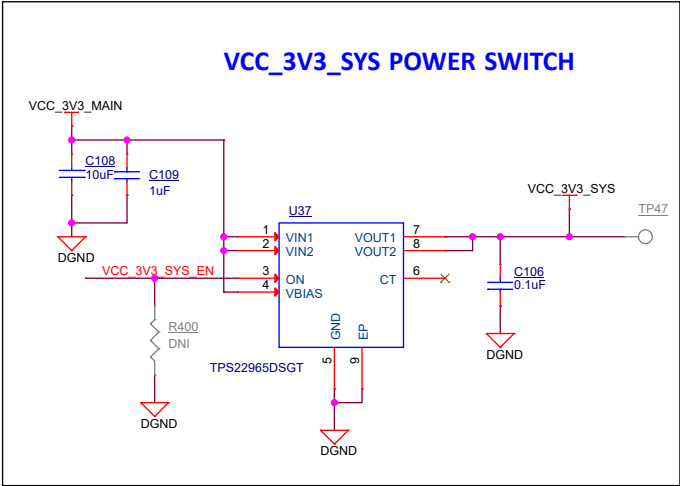 VCC_3V3_SYS POWER SWITCH
VCC_3V3_MAIN
C108
10uF
C109
1uF
DGND
VCC_3V3_SYS
TP47
U37
1 VIN1 VOUT1 7
2 VIN2 VOUT2 8
VCC_3V3_SYS_EN 3 ON CT 6
4 VBIAS
C106
0.1uF
R400
DNI
GND EP
5 9
TPS22965DSGT
DGND
DGND
DGND